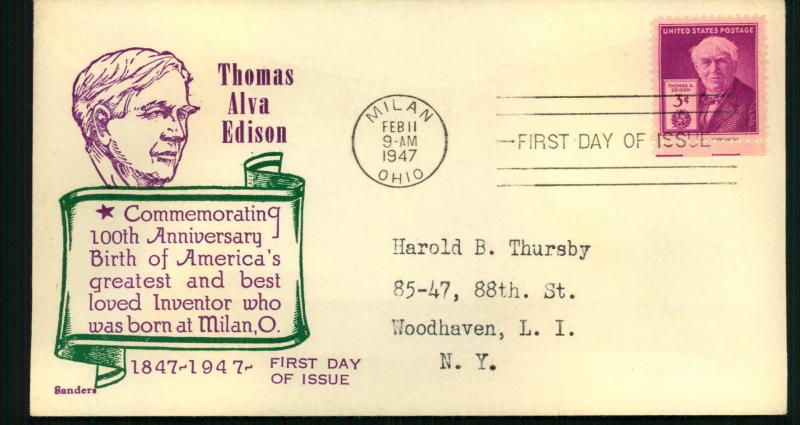 Thomas
Alva
Edison
★ Commemorating
100th Anniversary
Birth of America's
greatest and best
loved Inventor who
was born at Milan, O.
1847~1947~ FIRST DAY
OF ISSUE
Sanders
MILAN
FEB 11
9-AM
1947
OHIO
FIRST DAY OF ISSUE
UNITED STATES POSTAGE
THOMAS A.
EDISON
3¢
Harold B. Thursby
85-47, 88th. St.
Woodhaven, L. I.
N. Y.